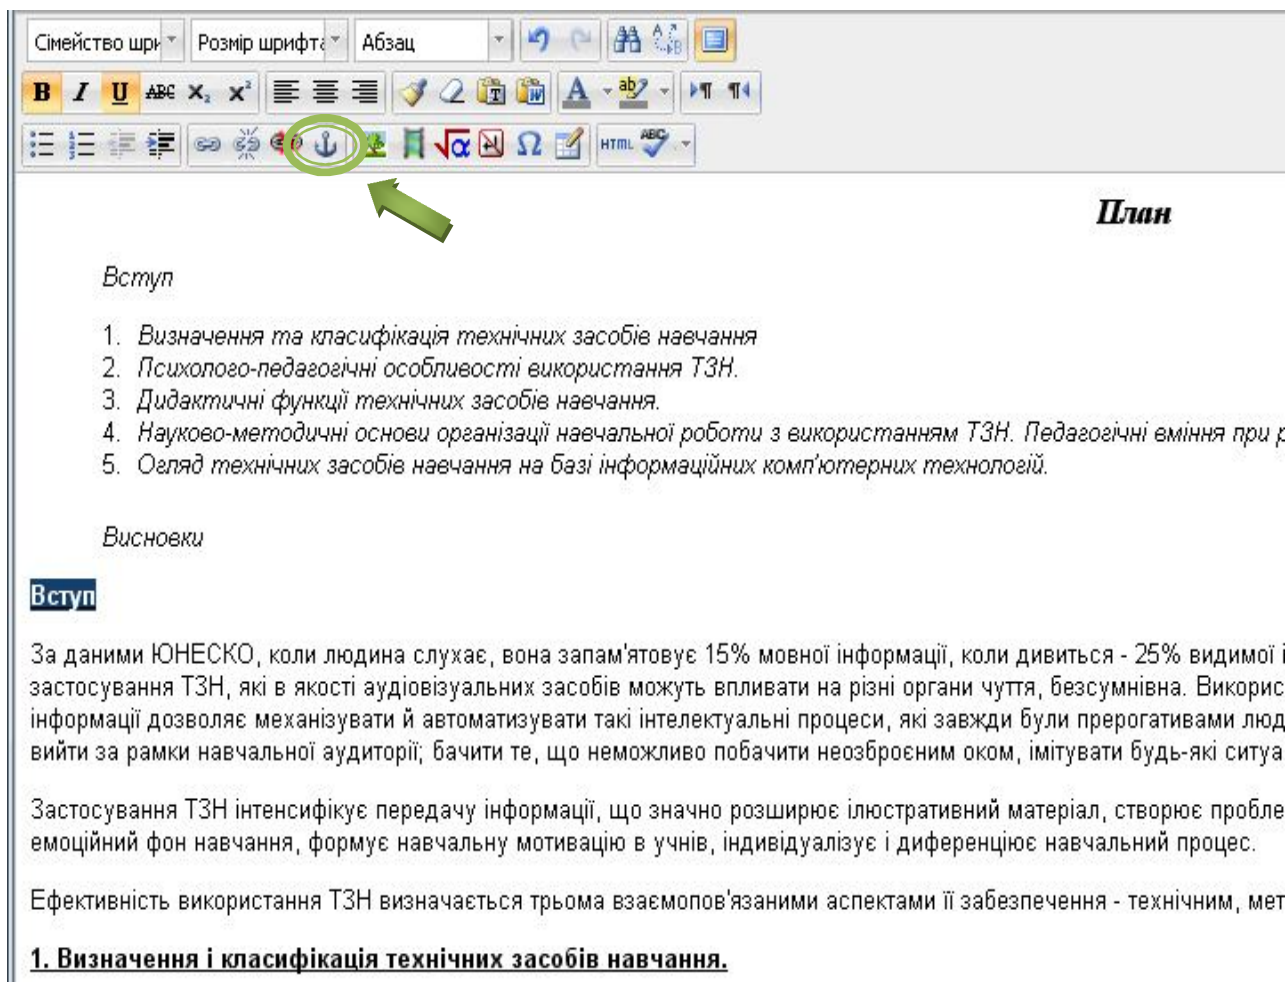 Сімейство шри Розмір шрифта Абзац
A B
B I U ABC X₂ X² T W A ab
HTML ABC
План
Вступ
1. Визначення та класифікація технічних засобів навчання
2. Психолого-педагогічні особливості використання ТЗН.
3. Дидактичні функції технічних засобів навчання.
4. Науково-методичні основи організації навчальної роботи з використанням ТЗН. Педагогічні вміння при р
5. Огляд технічних засобів навчання на базі інформаційних комп'ютерних технологій.
Висновки
Вступ
За даними ЮНЕСКО, коли людина слухає, вона запам'ятовує 15% мовної інформації, коли дивиться - 25% видимої і
застосування ТЗН, які в якості аудіовізуальних засобів можуть впливати на різні органи чуття, безсумнівна. Викорис
інформації дозволяє механізувати й автоматизувати такі інтелектуальні процеси, які завжди були прерогативами люд
вийти за рамки навчальної аудиторії; бачити те, що неможливо побачити неозброєним оком, імітувати будь-які ситуа
Застосування ТЗН інтенсифікує передачу інформації, що значно розширює ілюстративний матеріал, створює пробле
емоційний фон навчання, формує навчальну мотивацію в учнів, індивідуалізує і диференціює навчальний процес.
Ефективність використання ТЗН визначається трьома взаємопов'язаними аспектами її забезпечення - технічним, мет
1. Визначення і класифікація технічних засобів навчання.